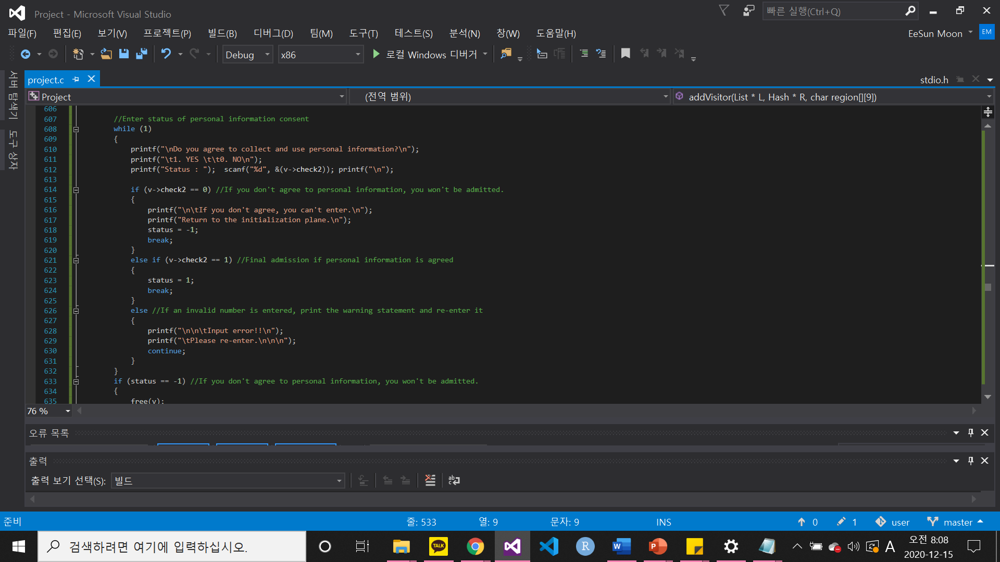 Project - Microsoft Visual Studio
빠른 실행(Ctrl+Q)
파일(F) 편집(E) 보기(V) 프로젝트(P) 빌드(B) 디버그(D) 팀(M) 도구(T) 테스트(S) 분석(N) 창(W) 도움말(H)
EeSun Moon EM
Debug x86 로컬 Windows 디버거
서버 탐색기
도구 상자
project.c
stdio.h
Project
(전역 범위)
addVisitor(List * L, Hash * R, char region[][9])
606
607 //Enter status of personal information consent
608 while (1)
609 {
610 printf("\nDo you agree to collect and use personal information?\n");
611 printf("\t1. YES \t\t0. NO\n");
612 printf("Status : ");  scanf("%d", &(v->check2)); printf("\n");
613
614 if (v->check2 == 0) //If you don't agree to personal information, you won't be admitted.
615 {
616 printf("\n\tIf you don't agree, you can't enter.\n");
617 printf("Return to the initialization plane.\n");
618 status = -1;
619 break;
620 }
621 else if (v->check2 == 1) //Final admission if personal information is agreed
622 {
623 status = 1;
624 break;
625 }
626 else //If an invalid number is entered, print the warning statement and re-enter it
627 {
628 printf("\n\n\tInput error!!\n");
629 printf("\tPlease re-enter.\n\n\n");
630 continue;
631 }
632 }
633 if (status == -1) //If you don't agree to personal information, you won't be admitted.
634 {
635 free(v);
76 %
오류 목록
출력
출력 보기 선택(S): 빌드
준비 줄: 533 열: 9 문자: 9 INS 0 1 user master
검색하려면 여기에 입력하십시오.
TALK
R
W
P
A
오전 8:08
2020-12-15